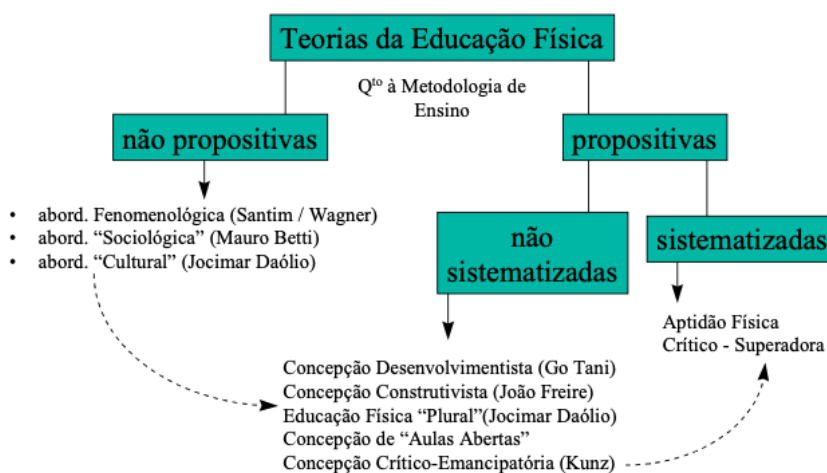 Teorias da Educação Física
Qto à Metodologia de
Ensino
não propositivas
propositivas
• abord. Fenomenológica (Santim / Wagner)
• abord. “Sociológica” (Mauro Betti)
• abord. “Cultural” (Jocimar Daólio)
não
sistematizadas
sistematizadas
Aptidão Física
Crítico - Superadora
Concepção Desenvolvimentista (Go Tani)
Concepção Construtivista (João Freire)
Educação Física “Plural”(Jocimar Daólio)
Concepção de “Aulas Abertas”
Concepção Crítico-Emancipatória (Kunz)